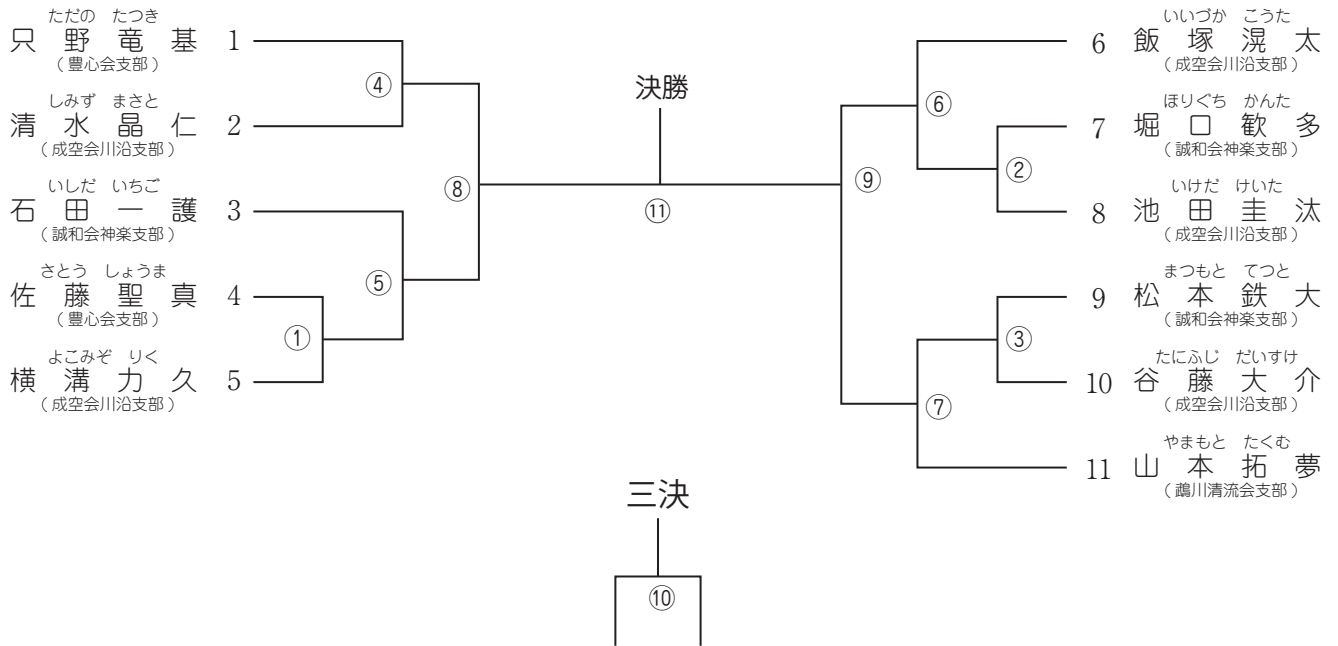 ただの たつき
只野竜基 1
（豊心会支部）
④
しみず まさと
清水晶仁 2
（成空会川沿支部）
⑧
いしだ いちご
石田一護 3
（誠和会神楽支部）
⑤
さとう しょうま
佐藤聖真 4
（豊心会支部）
①
よこみぞ りく
横溝力久 5
（成空会川沿支部）
決勝
⑪
いいづか こうた
6 飯塚滉太
（成空会川沿支部）
⑥
ほりぐち かんた
7 堀口歓多
（誠和会神楽支部）
②
⑨
いけだ けいた
8 池田圭汰
（成空会川沿支部）
まつもと てつと
9 松本鉄大
（誠和会神楽支部）
③
たにふじ だいすけ
10 谷藤大介
（成空会川沿支部）
⑦
やまもと たくむ
11 山本拓夢
（鵡川清流会支部）
三決
⑩